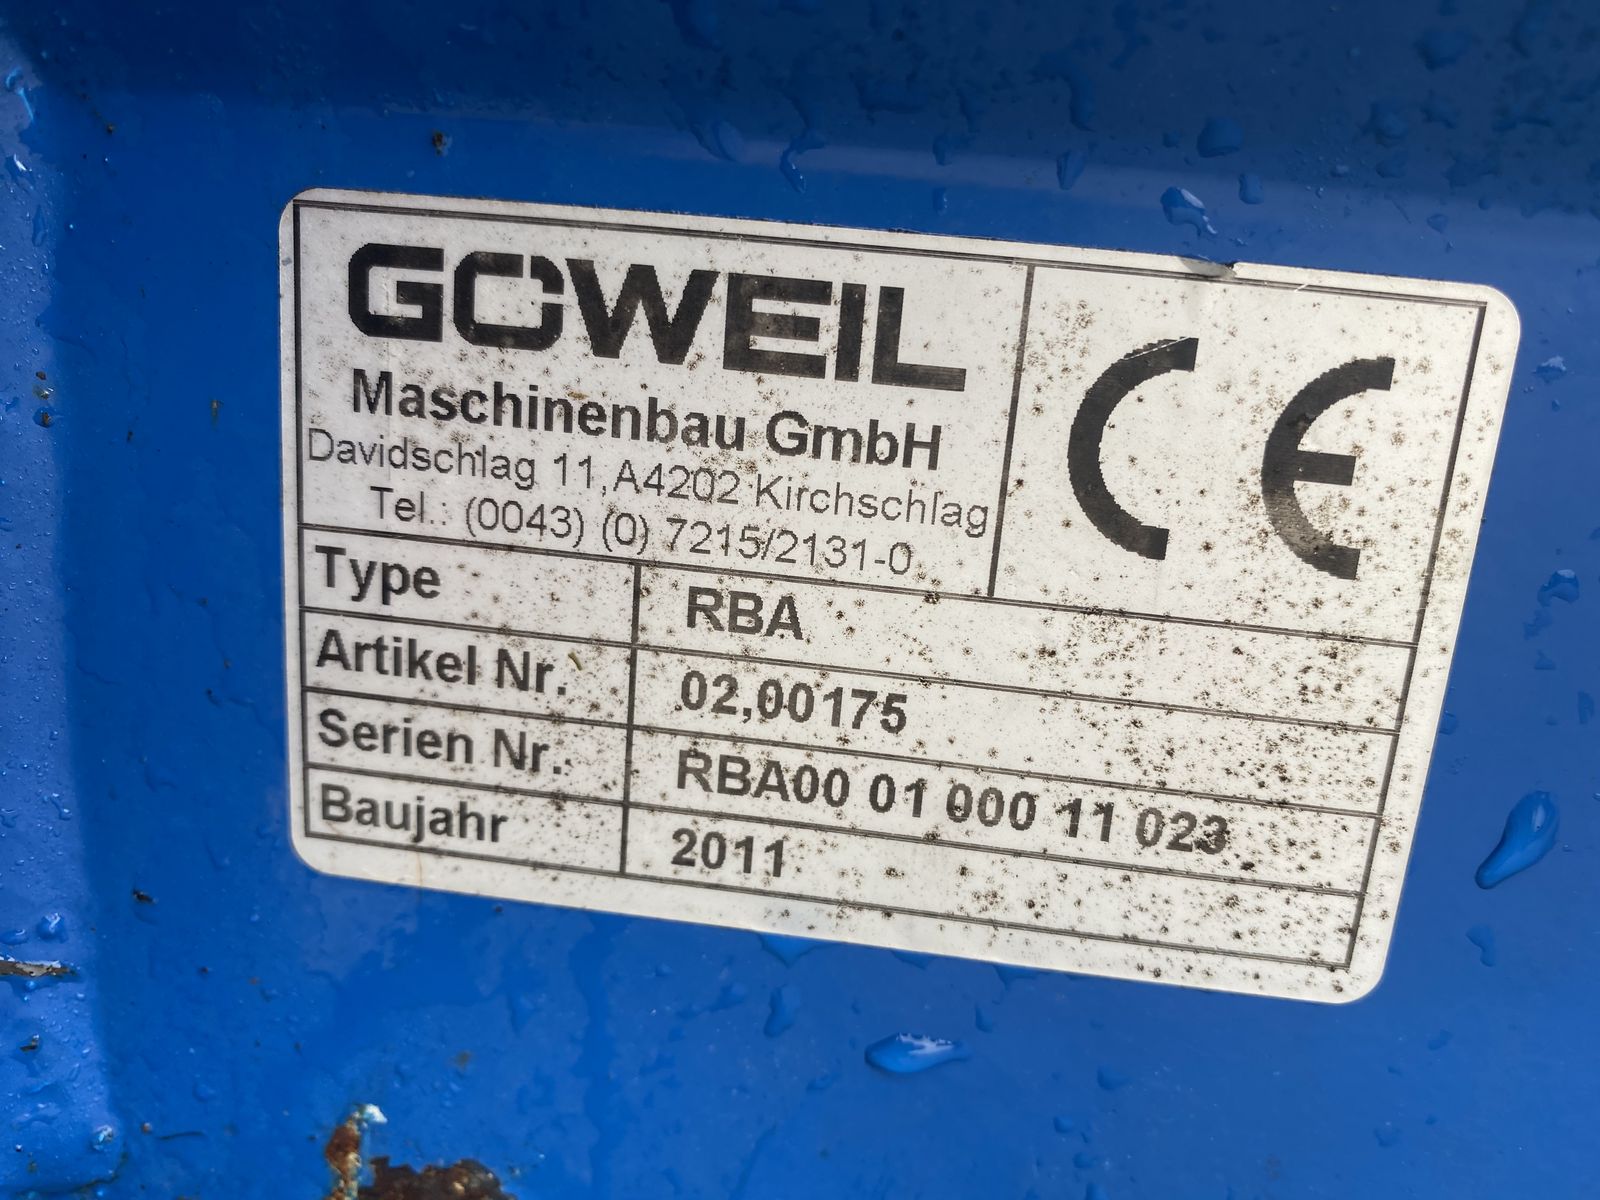 GÖWEIL
Maschinenbau GmbH
Davidschlag 11, A4202 Kirchschlag
Tel.: (0043) (0) 7215/2131-0
CE
Type RBA
Artikel Nr. 02,00175
Serien Nr. RBA00 01 000 11 023
Baujahr 2011